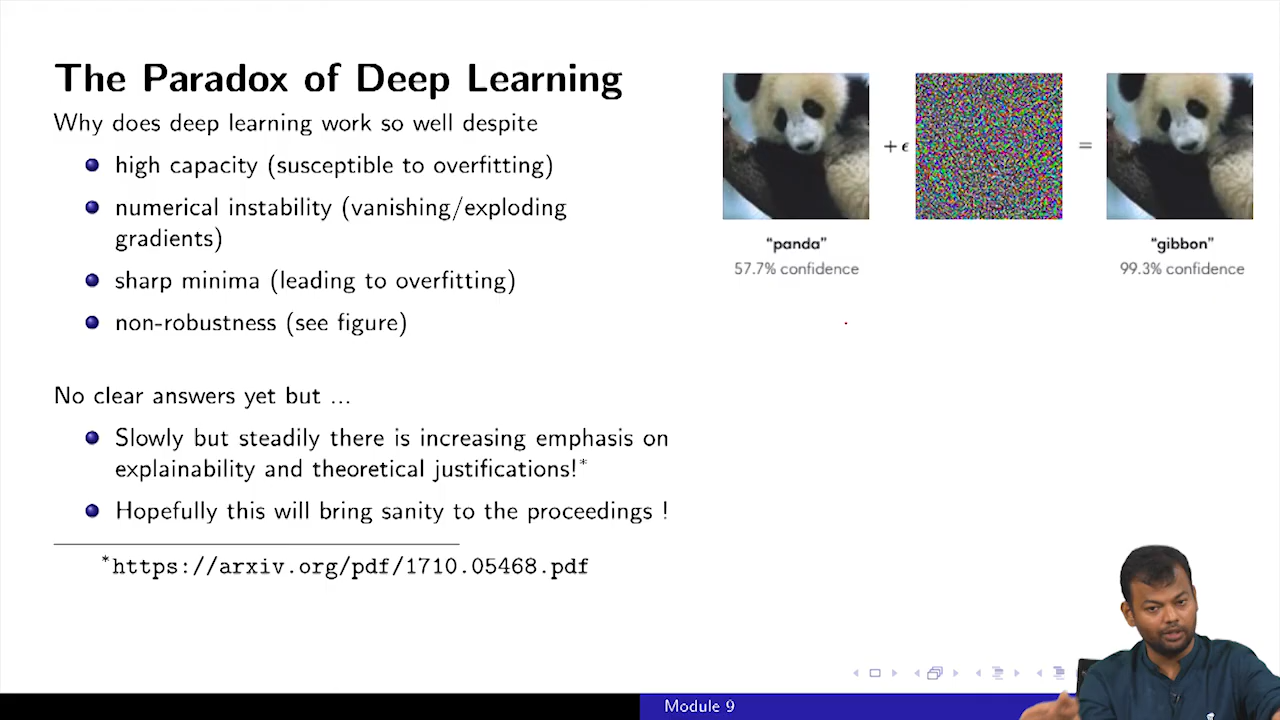 The Paradox of Deep Learning
Why does deep learning work so well despite
high capacity (susceptible to overfitting)
numerical instability (vanishing/exploding
gradients)
sharp minima (leading to overfitting)
non-robustness (see figure)
No clear answers yet but ...
Slowly but steadily there is increasing emphasis on
explainability and theoretical justifications!*
Hopefully this will bring sanity to the proceedings !
*https://arxiv.org/pdf/1710.05468.pdf
+ ϵ
=
“panda”
57.7% confidence
“gibbon”
99.3% confidence
Module 9